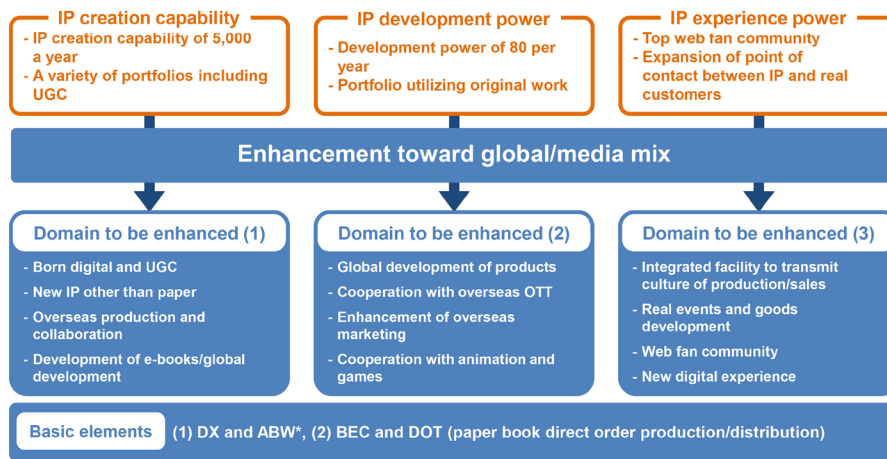 IP creation capability
- IP creation capability of 5,000
a year
- A variety of portfolios including
UGC
IP development power
- Development power of 80 per
year
- Portfolio utilizing original work
IP experience power
- Top web fan community
- Expansion of point of
contact between IP and real
customers
Enhancement toward global/media mix
Domain to be enhanced (1)
- Born digital and UGC
- New IP other than paper
- Overseas production and
collaboration
- Development of e-books/global
development
Domain to be enhanced (2)
- Global development of products
- Cooperation with overseas OTT
- Enhancement of overseas
marketing
- Cooperation with animation and
games
Domain to be enhanced (3)
- Integrated facility to transmit
culture of production/sales
- Real events and goods
development
- Web fan community
- New digital experience
Basic elements (1) DX and ABW*, (2) BEC and DOT (paper book direct order production/distribution)